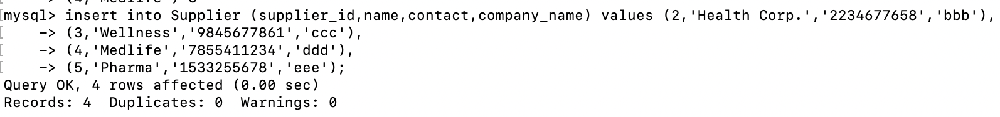 mysql> insert into Supplier (supplier_id,name,contact,company_name) values (2,'Health Corp.','2234677658','bbb'),
-> (3,'Wellness','9845677861','ccc'),
-> (4,'Medlife','7855411234','ddd'),
-> (5,'Pharma','1533255678','eee');
Query OK, 4 rows affected (0.00 sec)
Records: 4  Duplicates: 0  Warnings: 0